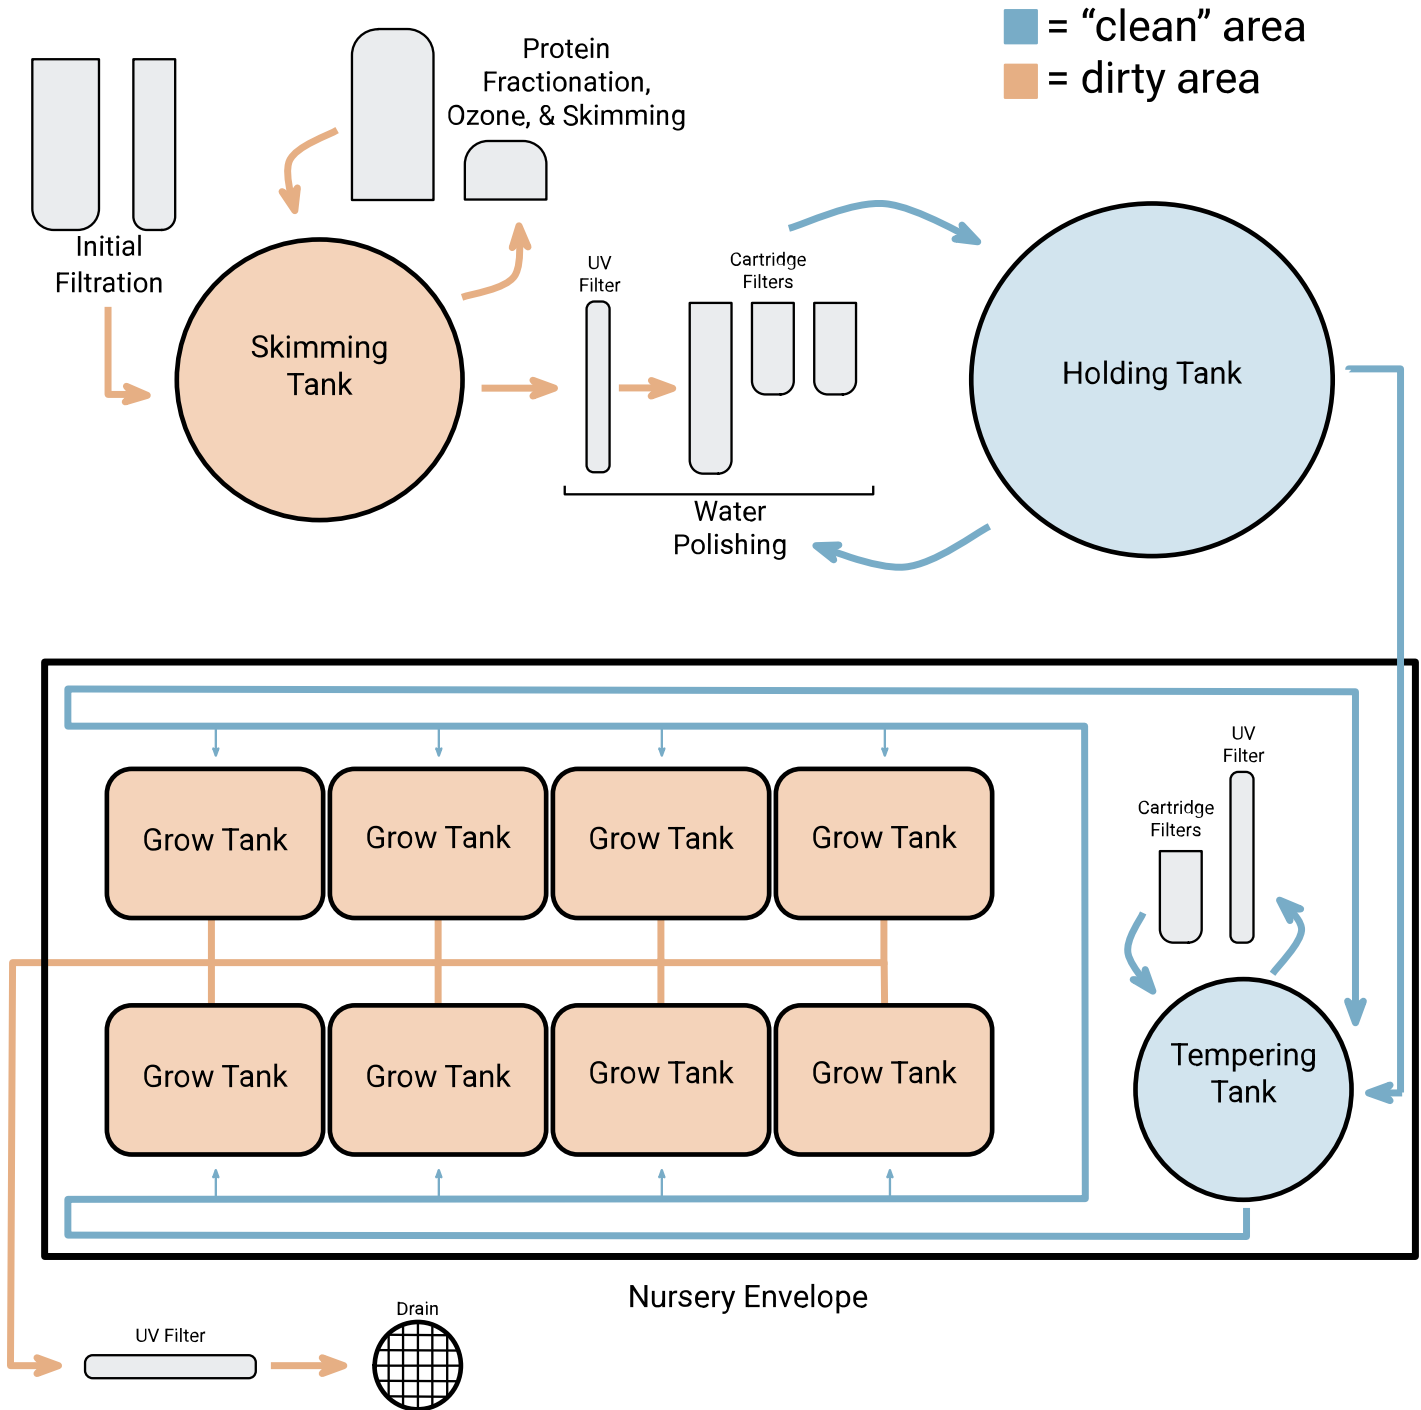 = “clean” area
= dirty area
Protein
Fractionation,
Ozone, & Skimming
Initial
Filtration
Skimming
Tank
UV
Filter
Cartridge
Filters
Water
Polishing
Holding Tank
UV
Filter
Cartridge
Filters
Grow Tank
Grow Tank
Grow Tank
Grow Tank
Grow Tank
Grow Tank
Grow Tank
Grow Tank
Tempering
Tank
Nursery Envelope
UV Filter
Drain